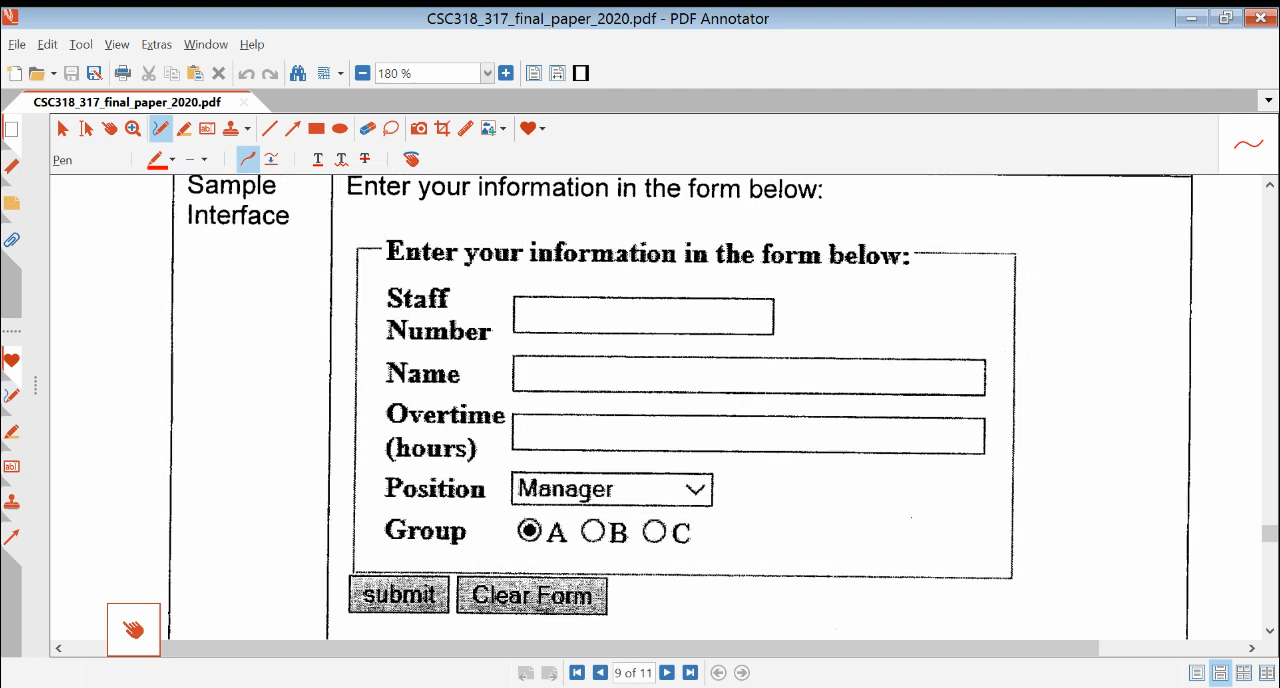 CSC318_317_final_paper_2020.pdf - PDF Annotator
File Edit Tool View Extras Window Help
180 %
CSC318_317_final_paper_2020.pdf
Pen
Sample
Interface
Enter your information in the form below:
Enter your information in the form below:
Staff
Number
Name
Overtime
(hours)
Position Manager
Group A B C
submit Clear Form
9 of 11